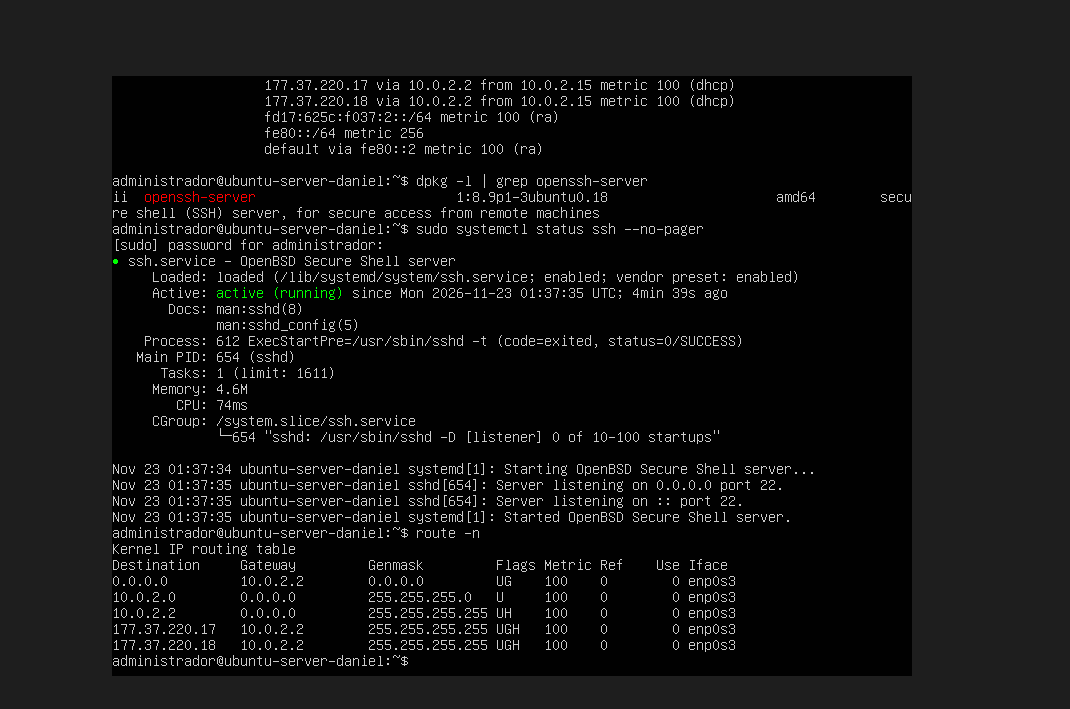 177.37.220.17 via 10.0.2.2 from 10.0.2.15 metric 100 (dhcp)
177.37.220.18 via 10.0.2.2 from 10.0.2.15 metric 100 (dhcp)
fd17:625c:f037:2::/64 metric 100 (ra)
fe80::/64 metric 256
default via fe80::2 metric 100 (ra)
administrador@ubuntu-server-daniel:~$ dpkg -l | grep openssh-server
ii  openssh-server                         1:8.9p1-3ubuntu0.18                     amd64        secu
re shell (SSH) server, for secure access from remote machines
administrador@ubuntu-server-daniel:~$ sudo systemctl status ssh --no-pager
[sudo] password for administrador:
● ssh.service - OpenBSD Secure Shell server
     Loaded: loaded (/lib/systemd/system/ssh.service; enabled; vendor preset: enabled)
     Active: active (running) since Mon 2026-11-23 01:37:35 UTC; 4min 39s ago
       Docs: man:sshd(8)
             man:sshd_config(5)
    Process: 612 ExecStartPre=/usr/sbin/sshd -t (code=exited, status=0/SUCCESS)
   Main PID: 654 (sshd)
      Tasks: 1 (limit: 1611)
     Memory: 4.6M
        CPU: 74ms
     CGroup: /system.slice/ssh.service
             └─654 "sshd: /usr/sbin/sshd -D [listener] 0 of 10-100 startups"
Nov 23 01:37:34 ubuntu-server-daniel systemd[1]: Starting OpenBSD Secure Shell server...
Nov 23 01:37:35 ubuntu-server-daniel sshd[654]: Server listening on 0.0.0.0 port 22.
Nov 23 01:37:35 ubuntu-server-daniel sshd[654]: Server listening on :: port 22.
Nov 23 01:37:35 ubuntu-server-daniel systemd[1]: Started OpenBSD Secure Shell server.
administrador@ubuntu-server-daniel:~$ route -n
Kernel IP routing table
Destination     Gateway         Genmask         Flags Metric Ref    Use Iface
0.0.0.0         10.0.2.2        0.0.0.0         UG    100    0        0 enp0s3
10.0.2.0        0.0.0.0         255.255.255.0   U     100    0        0 enp0s3
10.0.2.2        0.0.0.0         255.255.255.255 UH    100    0        0 enp0s3
177.37.220.17   10.0.2.2        255.255.255.255 UGH   100    0        0 enp0s3
177.37.220.18   10.0.2.2        255.255.255.255 UGH   100    0        0 enp0s3
administrador@ubuntu-server-daniel:~$